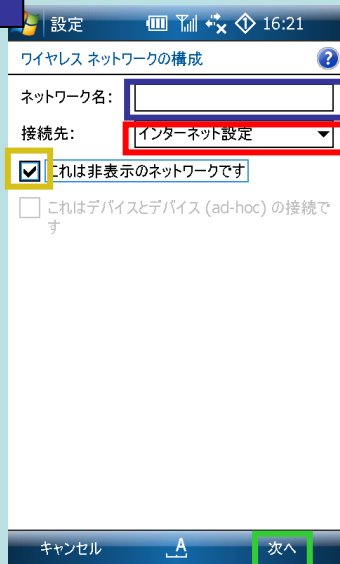 設定 16:21
ワイヤレス ネットワークの構成 ?
ネットワーク名:
接続先: インターネット設定
これは非表示のネットワークです
これはデバイスとデバイス (ad-hoc) の接続で
す
キャンセル A 次へ